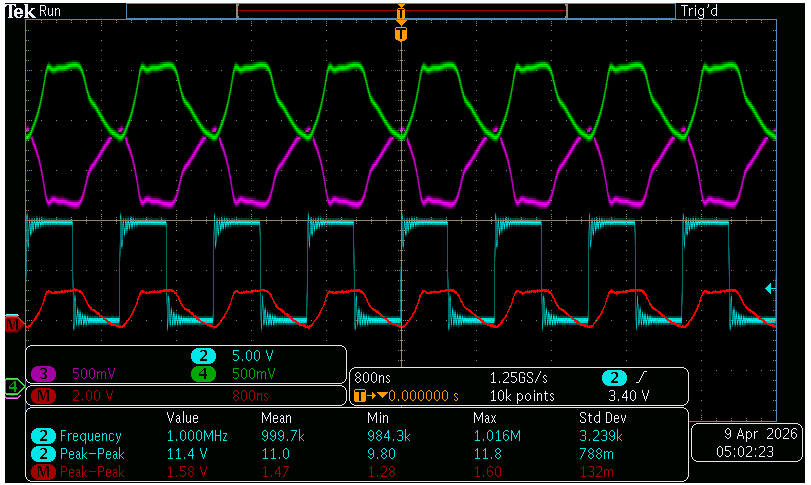 Tek Run Trig'd
T
T
M
4
2 5.00 V
3 500mV 4 500mV
M 2.00 V 800ns
800ns 1.25GS/s 2
T→▼0.000000 s 10k points 3.40 V
Value Mean Min Max Std Dev
2 Frequency 1.000MHz 999.7k 984.3k 1.016M 3.239k
2 Peak-Peak 11.4 V 11.0 9.80 11.8 788m
M Peak-Peak 1.58 V 1.47 1.28 1.60 132m
9 Apr 2026
05:02:23